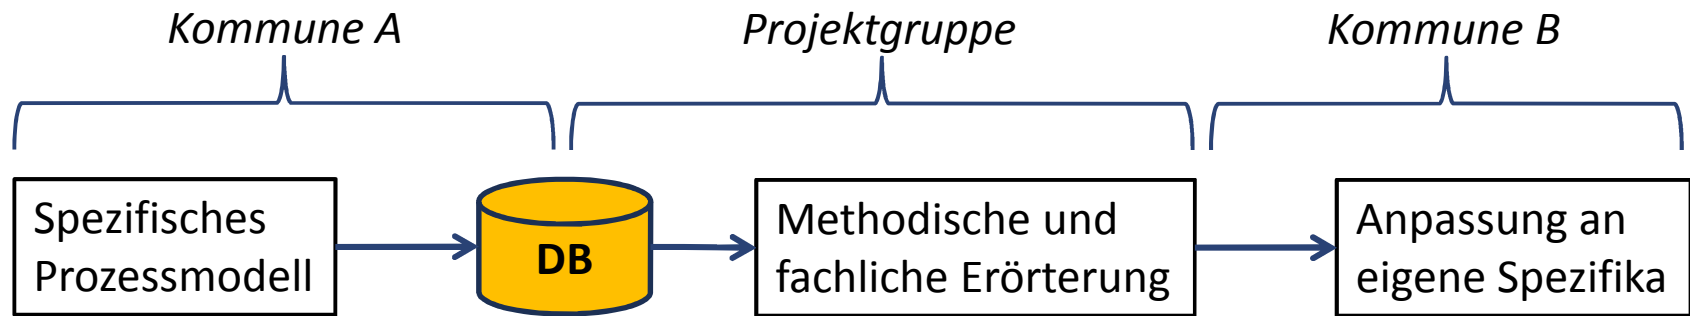 Kommune A
Projektgruppe
Kommune B
Spezifisches
Prozessmodell
DB
Methodische und
fachliche Erörterung
Anpassung an
eigene Spezifika